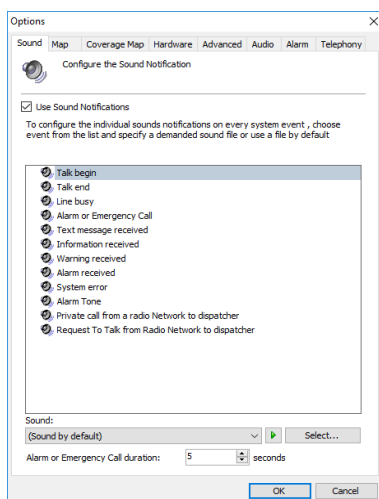 Options
Sound Map Coverage Map Hardware Advanced Audio Alarm Telephony
Configure the Sound Notification
Use Sound Notifications
To configure the individual sounds notifications on every system event , choose
event from the list and specify a demanded sound file or use a file by default
Talk begin
Talk end
Line busy
Alarm or Emergency Call
Text message received
Information received
Warning received
Alarm received
System error
Alarm Tone
Private call from a radio Network to dispatcher
Request To Talk from Radio Network to dispatcher
Sound:
(Sound by default) Select...
Alarm or Emergency Call duration: 5 seconds
OK Cancel